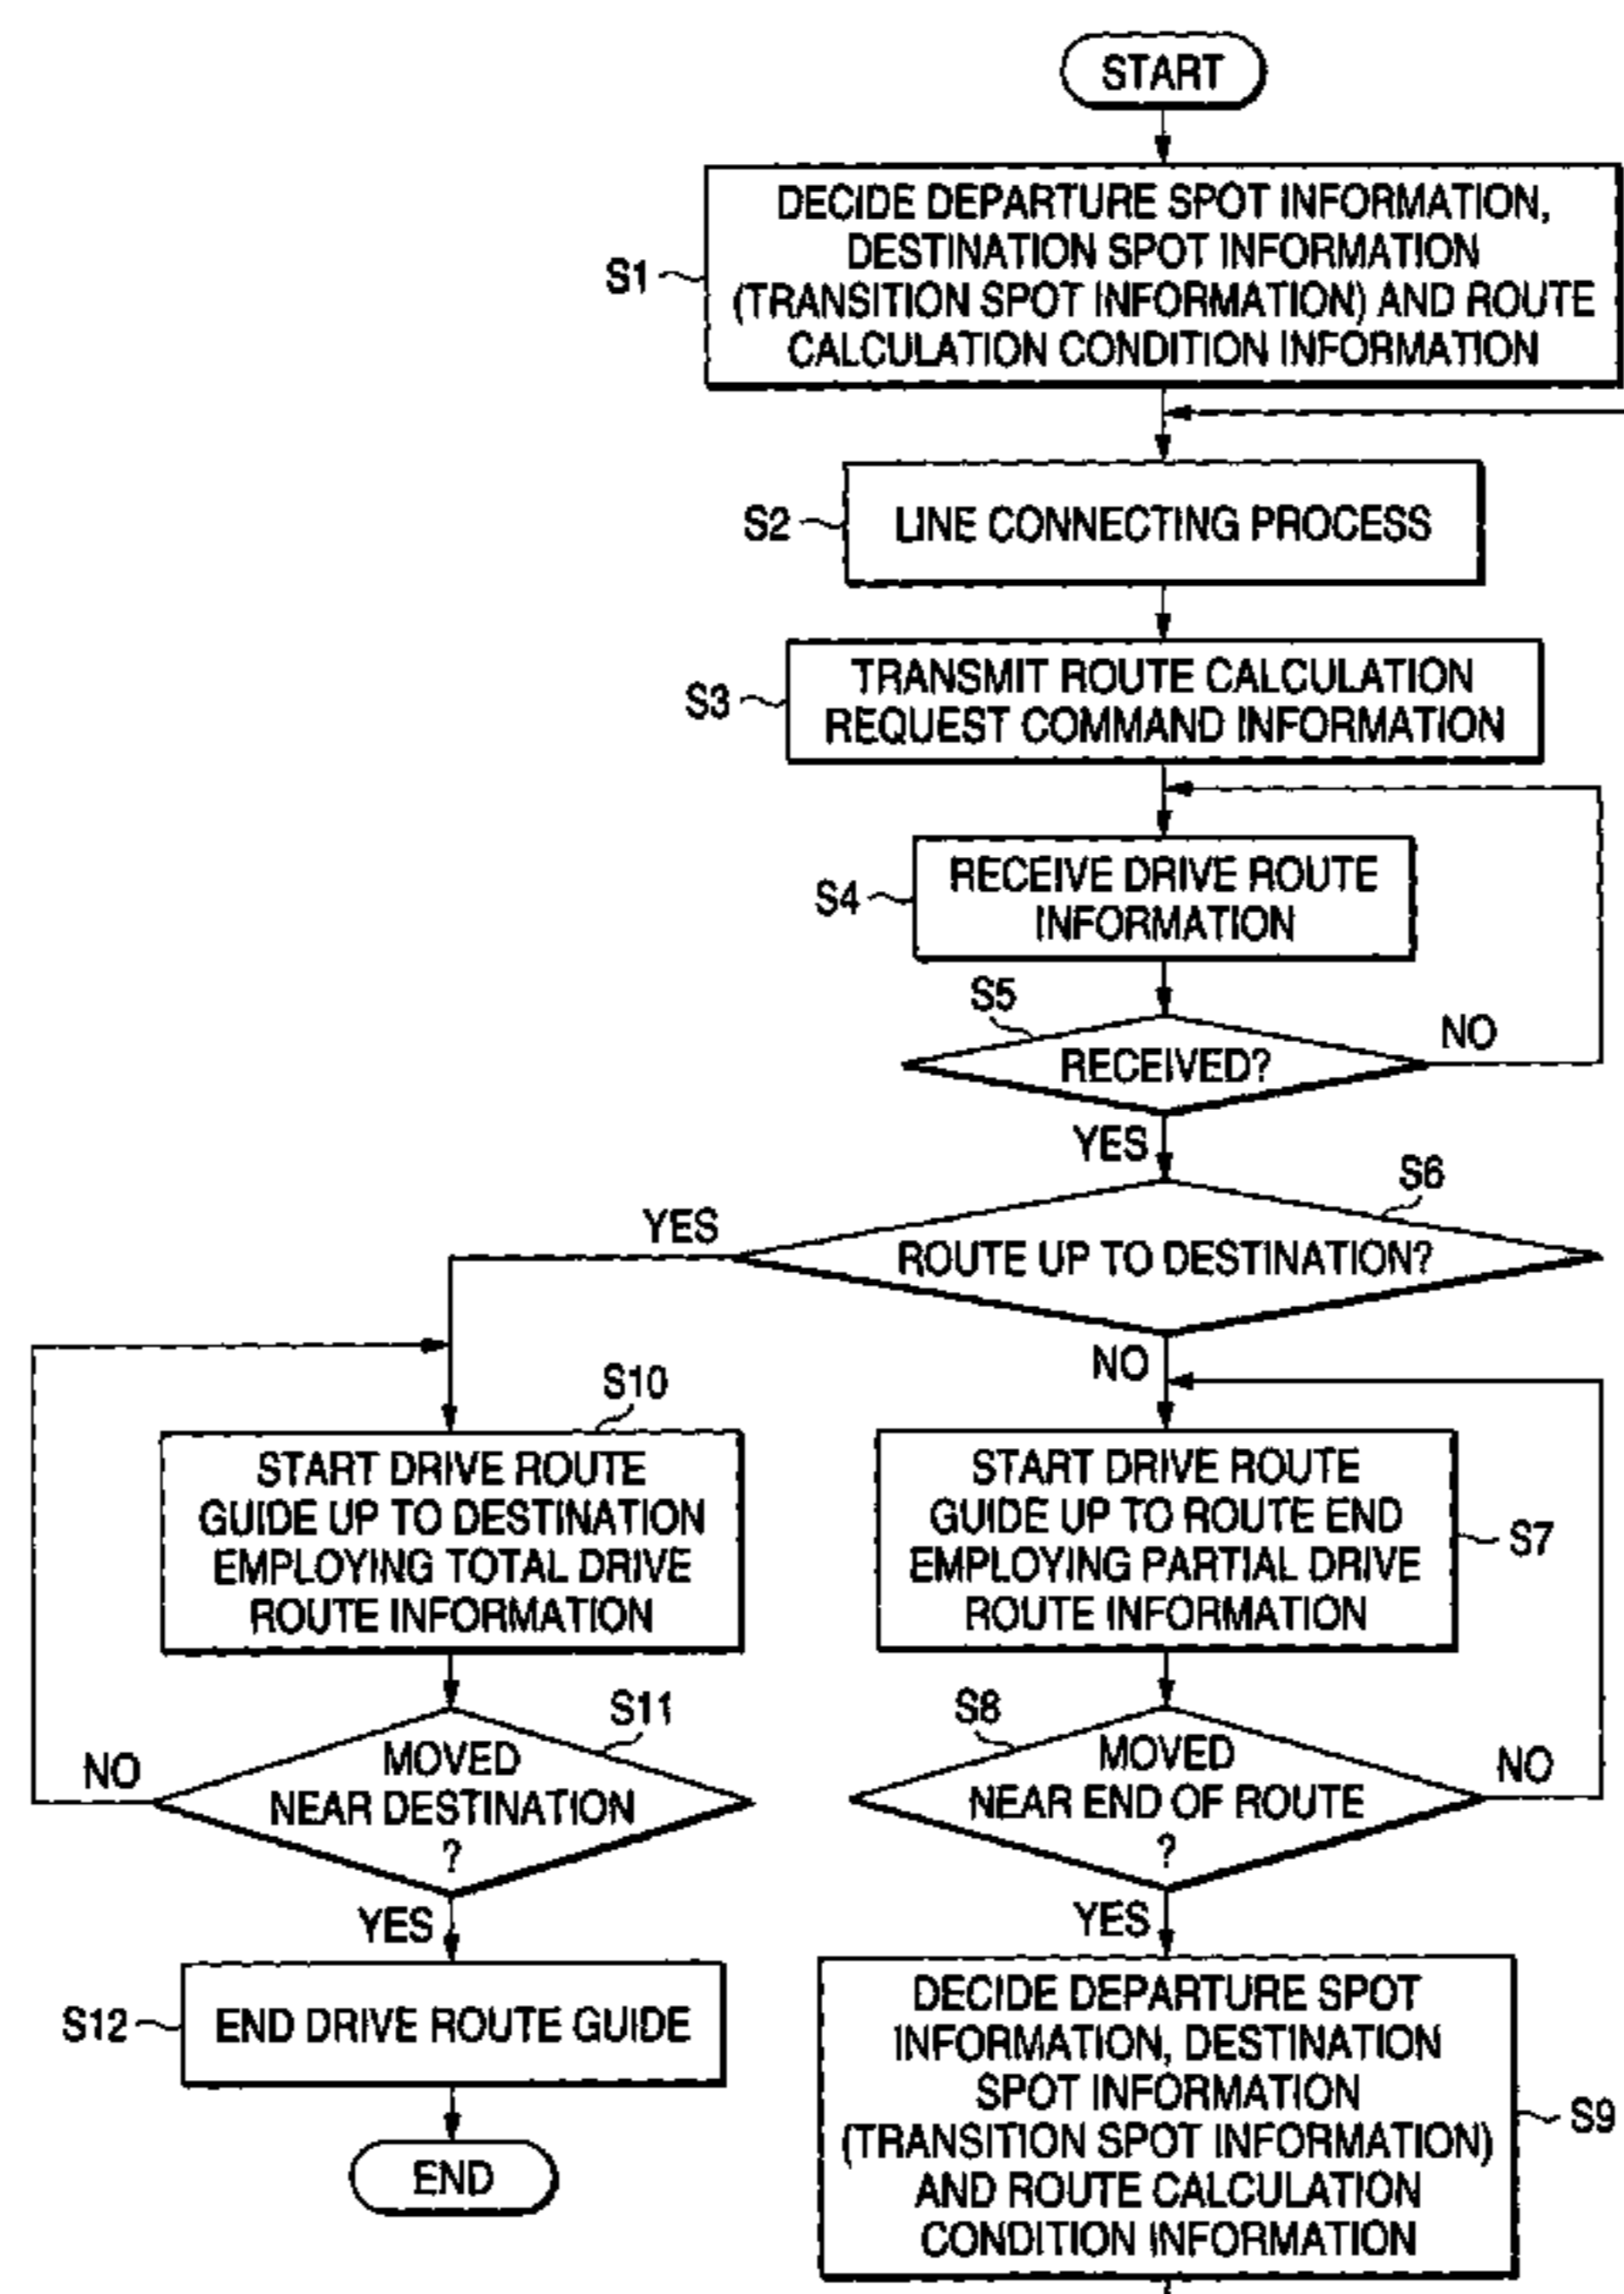 START
DECIDE DEPARTURE SPOT INFORMATION,
DESTINATION SPOT INFORMATION
(TRANSITION SPOT INFORMATION) AND ROUTE
CALCULATION CONDITION INFORMATION
S1
S2
LINE CONNECTING PROCESS
S3
TRANSMIT ROUTE CALCULATION
REQUEST COMMAND INFORMATION
S4
RECEIVE DRIVE ROUTE
INFORMATION
S5
RECEIVED?
NO
YES
S6
ROUTE UP TO DESTINATION?
YES
NO
S10
START DRIVE ROUTE
GUIDE UP TO DESTINATION
EMPLOYING TOTAL DRIVE
ROUTE INFORMATION
START DRIVE ROUTE
GUIDE UP TO ROUTE END
EMPLOYING PARTIAL DRIVE
ROUTE INFORMATION
S7
S11
MOVED
NEAR DESTINATION
?
NO
YES
S8
MOVED
NEAR END OF ROUTE
?
NO
YES
S12
END DRIVE ROUTE GUIDE
END
DECIDE DEPARTURE SPOT
INFORMATION, DESTINATION
SPOT INFORMATION
(TRANSITION SPOT INFORMATION)
AND ROUTE CALCULATION
CONDITION INFORMATION
S9